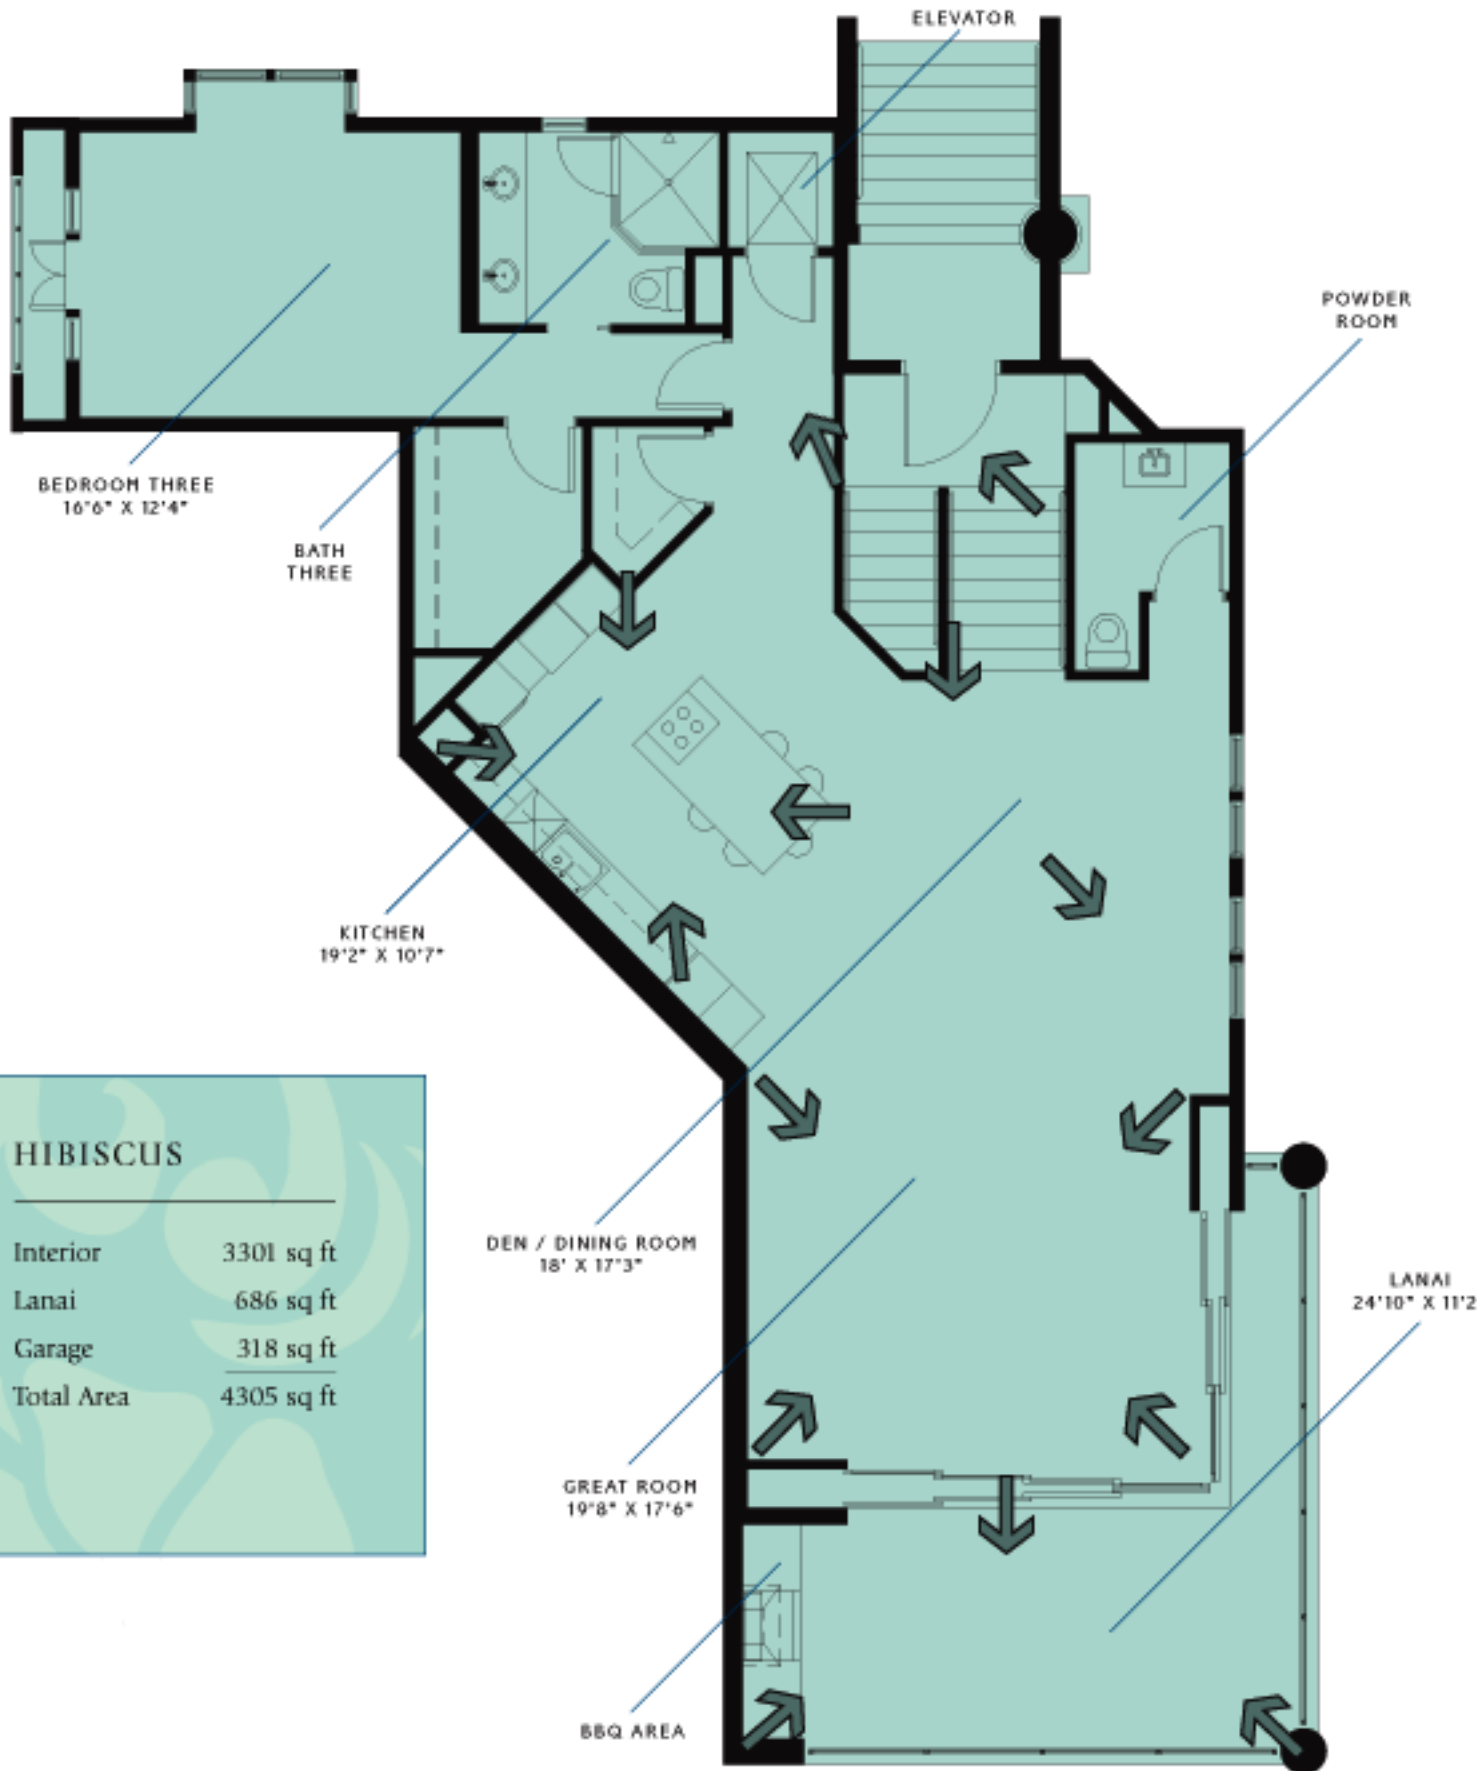 ELEVATOR
POWDER
ROOM
BEDROOM THREE
16'6" X 12'4"
BATH
THREE
KITCHEN
19'2" X 10'7"
HIBISCUS
Interior 3301 sq ft
Lanai 686 sq ft
Garage 318 sq ft
Total Area 4305 sq ft
DEN / DINING ROOM
18' X 17'3"
LANAI
24'10" X 11'2
GREAT ROOM
19'8" X 17'6"
BBQ AREA